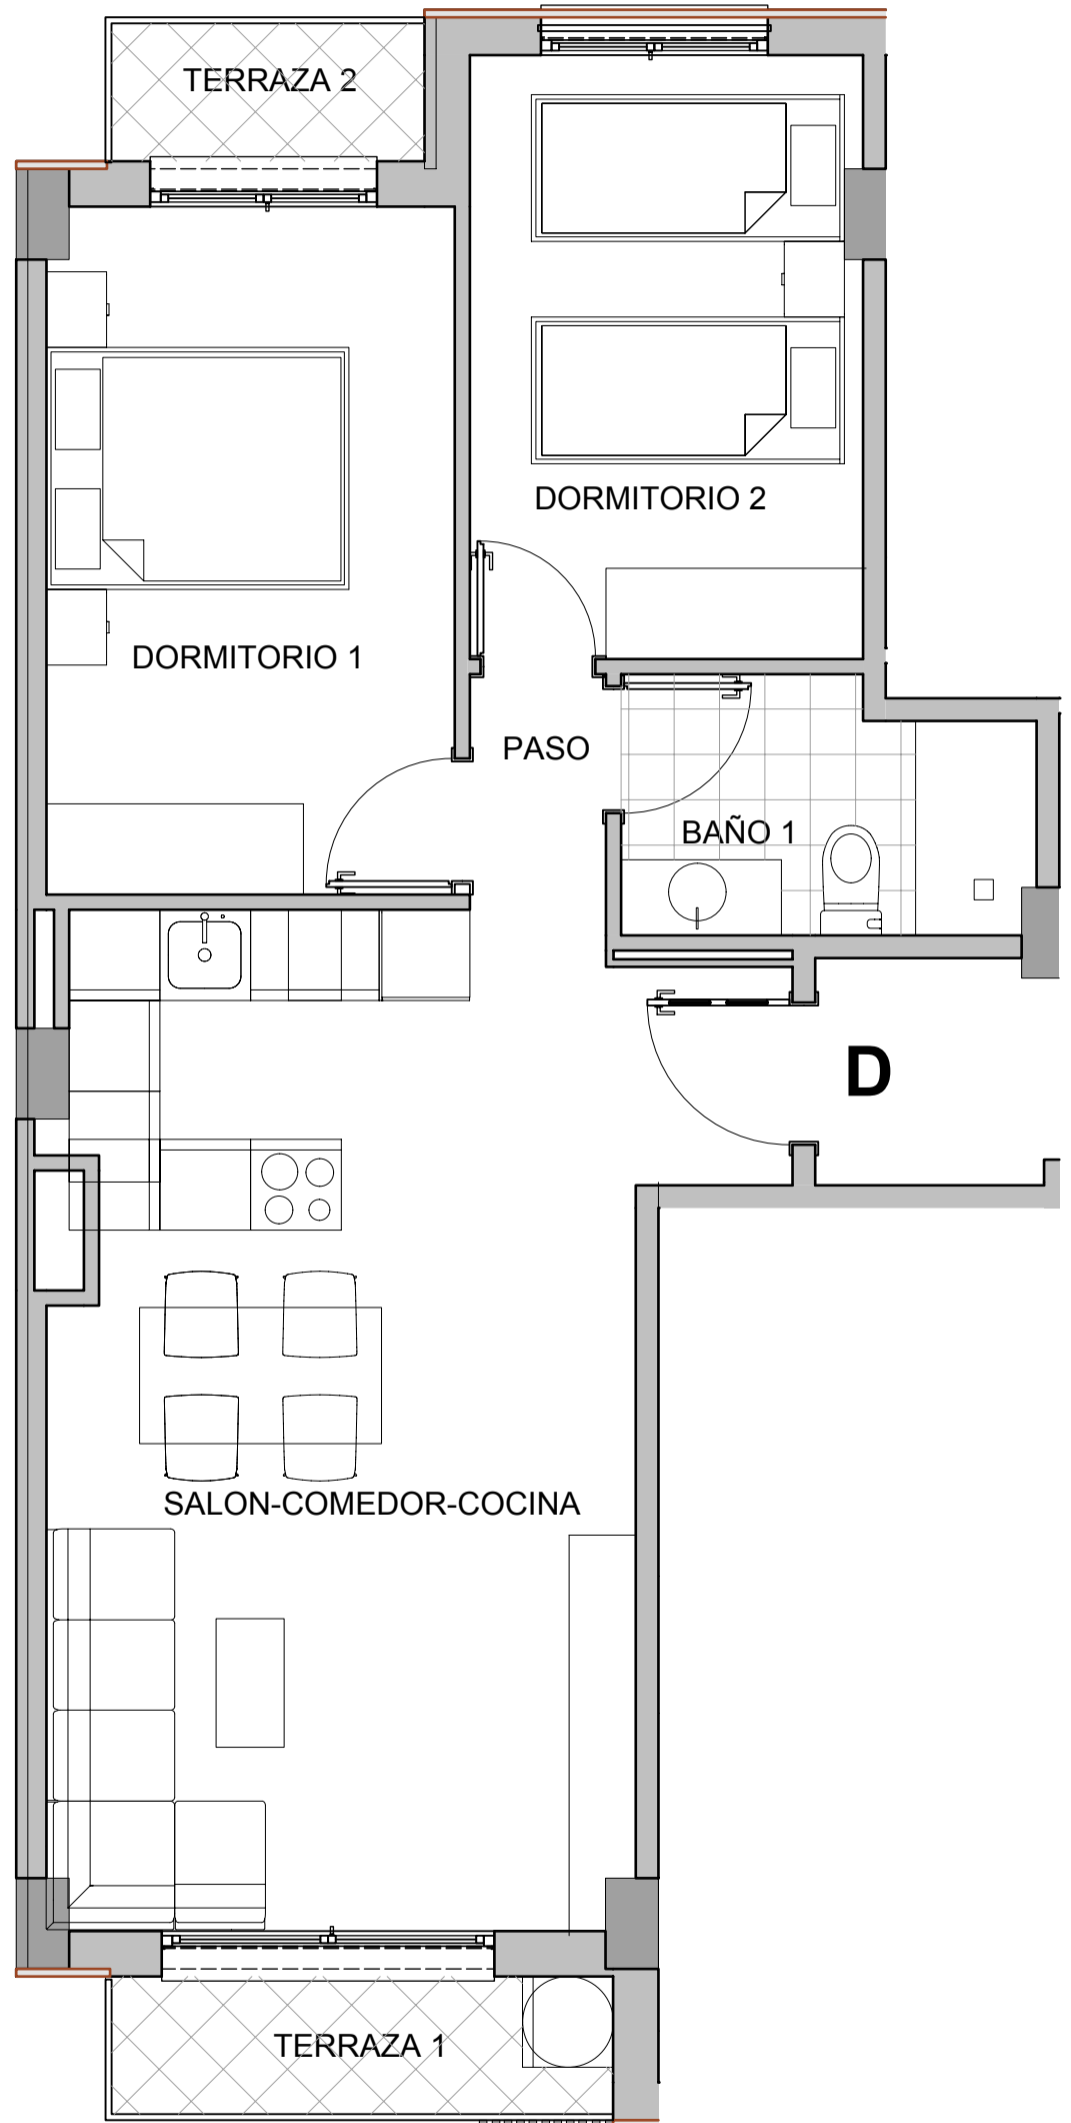 TERRAZA 2
DORMITORIO 2
DORMITORIO 1
PASO
BAÑO 1
D
SALON-COMEDOR-COCINA
TERRAZA 1